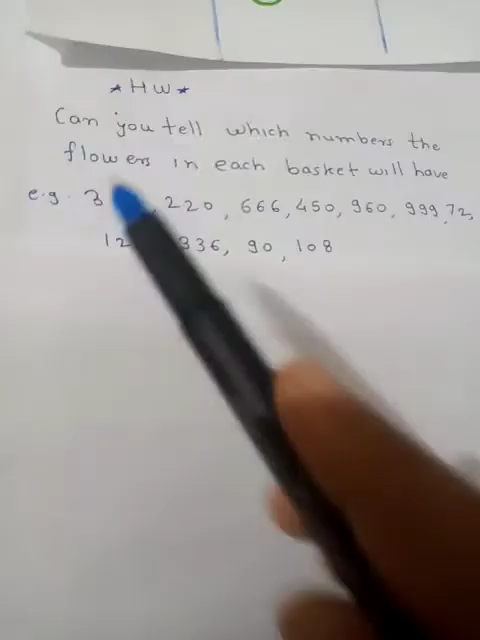 ★ HW ★
Can you tell which numbers the
flowers in each basket will have
e.g. 220, 666, 450, 960, 999, 72,
336, 90, 108